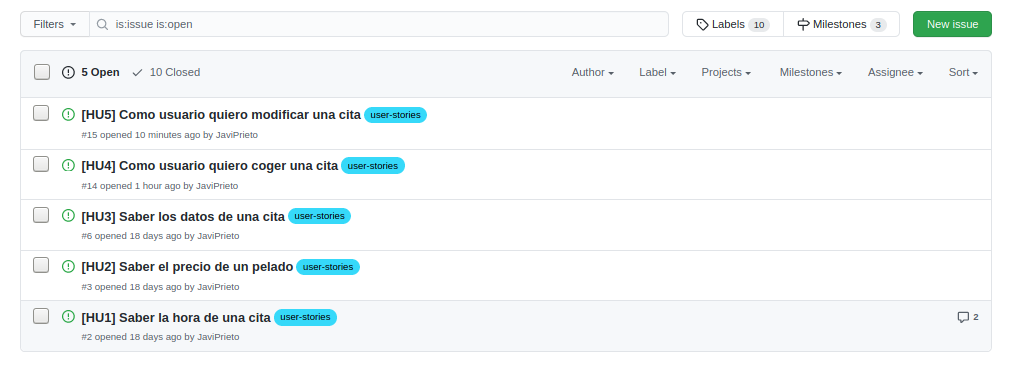 Filters is:issue is:open Labels 10 Milestones 3 New issue
5 Open 10 Closed Author Label Projects Milestones Assignee Sort
[HU5] Como usuario quiero modificar una cita user-stories
#15 opened 10 minutes ago by JaviPrieto
[HU4] Como usuario quiero coger una cita user-stories
#14 opened 1 hour ago by JaviPrieto
[HU3] Saber los datos de una cita user-stories
#6 opened 18 days ago by JaviPrieto
[HU2] Saber el precio de un pelado user-stories
#3 opened 18 days ago by JaviPrieto
[HU1] Saber la hora de una cita user-stories 2
#2 opened 18 days ago by JaviPrieto